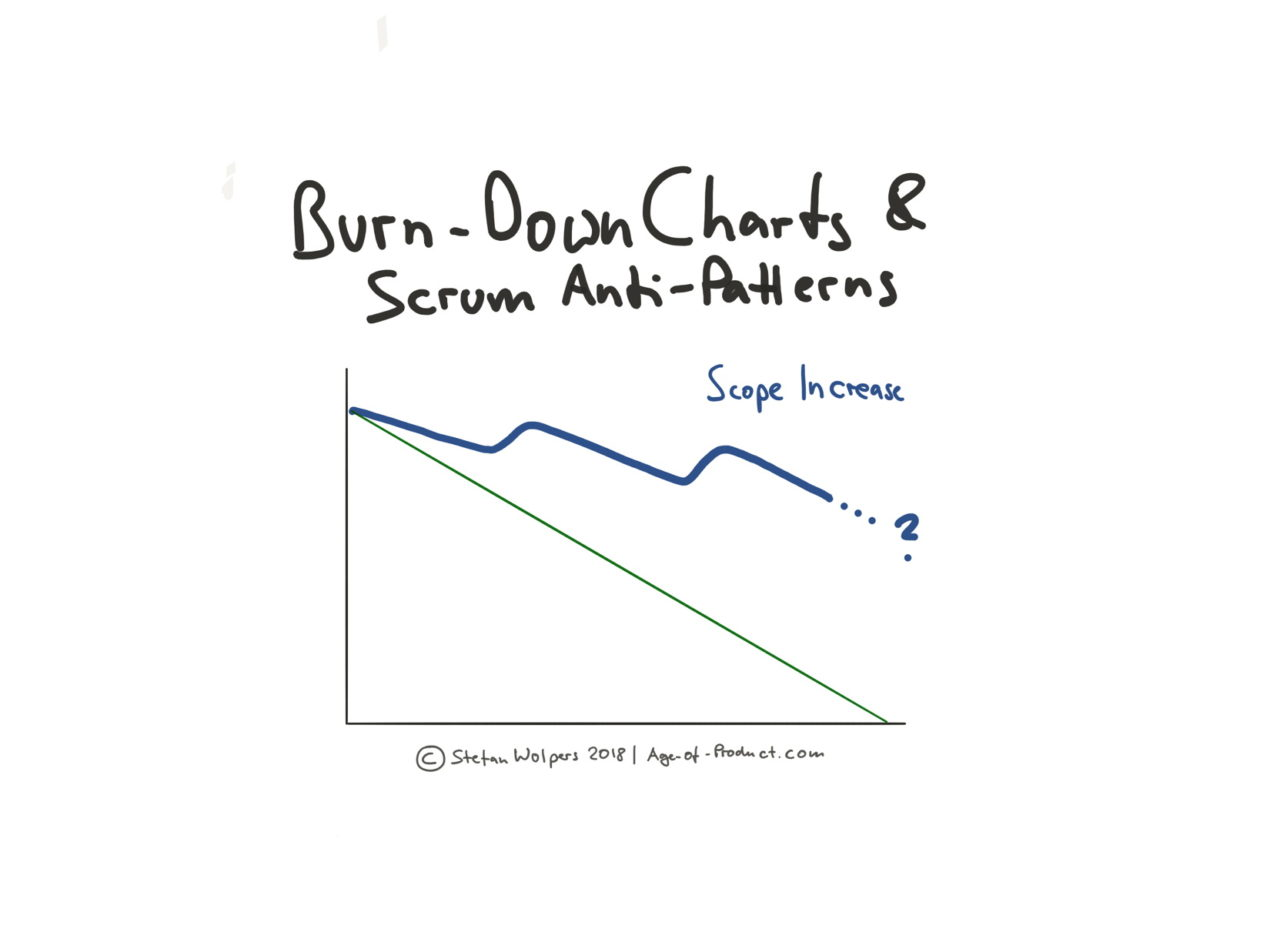 Burn-Down Charts &
Scrum Anti-Patterns
Scope Increase
?
© Stefan Wolpers 2018 | Age-of-Product.com